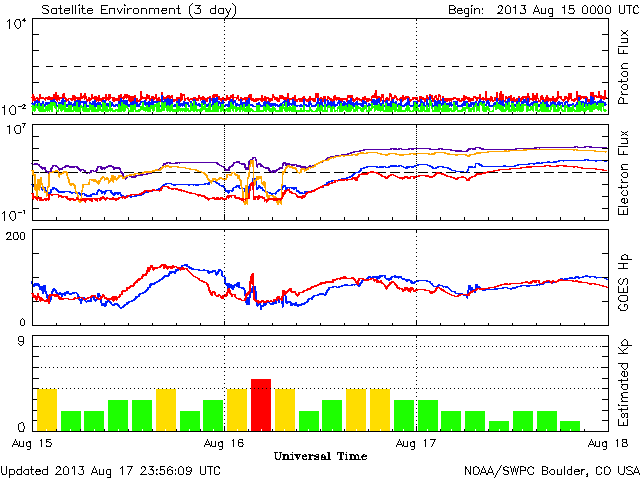 Satellite Environment (3 day)
Begin: 2013 Aug 15 0000 UTC
10⁴
10⁻²
Proton Flux
10⁷
10⁻¹
Electron Flux
200
0
GOES Hp
9
0
Estimated Kp
Aug 15
Aug 16
Aug 17
Aug 18
Universal Time
Updated 2013 Aug 17 23:56:09 UTC
NOAA/SWPC Boulder, CO USA